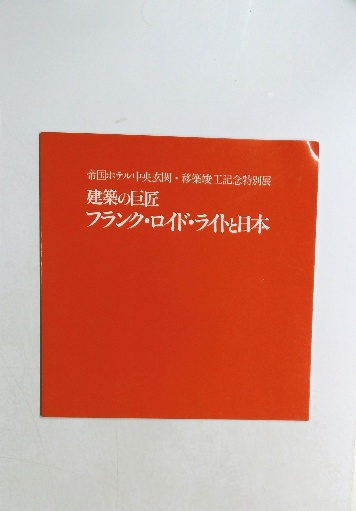 帝国ホテル中央玄関・移築竣工記念特別展
建築の巨匠
フランク・ロイド・ライトと日本